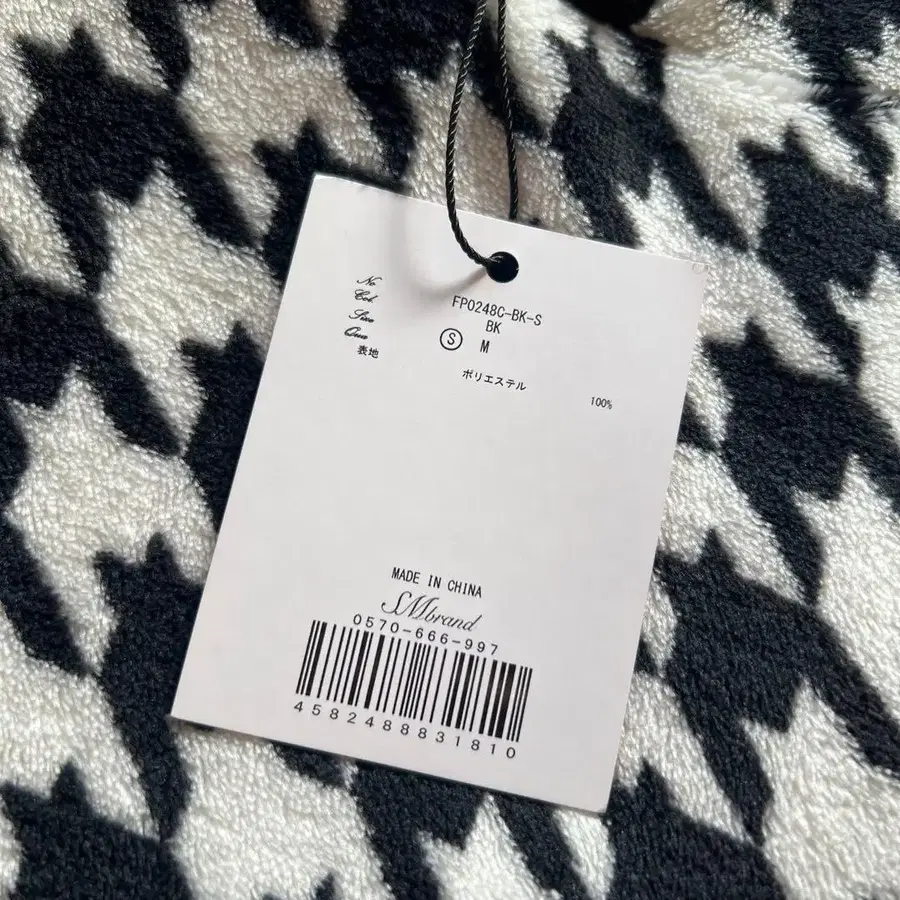 No FP0248C-BK-S
Col. BK
Size Ⓢ M
Qua
表地 ポリエステル 100%
MADE IN CHINA
SMbrand
0570-666-997
4582488831810